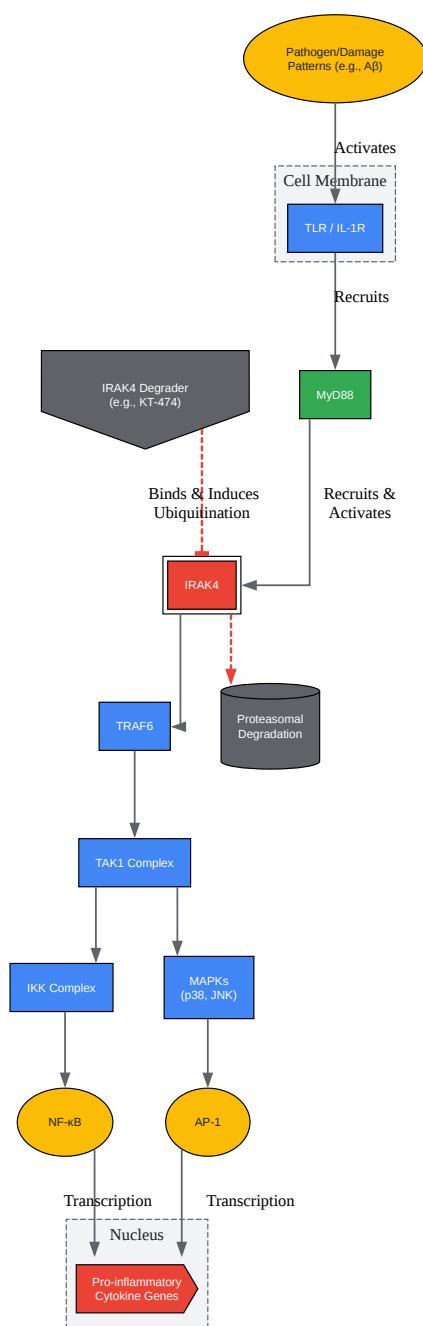 Pathogen/Damage
Patterns (e.g., Aβ)
Activates
Cell Membrane
TLR / IL-1R
Recruits
IRAK4 Degrader
(e.g., KT-474)
MyD88
Binds & Induces
Ubiquitination
Recruits &
Activates
IRAK4
Proteasomal
Degradation
TRAF6
TAK1 Complex
IKK Complex
MAPKs
(p38, JNK)
NF-κB
AP-1
Transcription
Transcription
Nucleus
Pro-inflammatory
Cytokine Genes